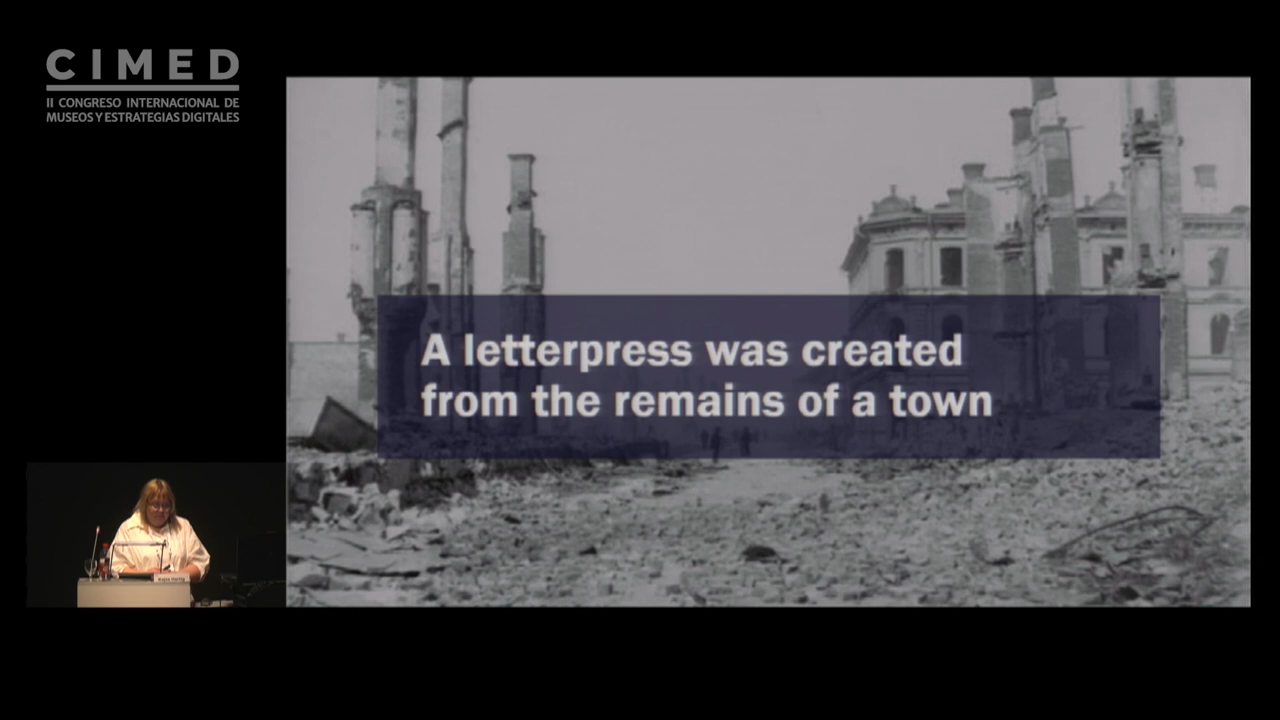 CIMED
II CONGRESO INTERNACIONAL DE
MUSEOS Y ESTRATEGIAS DIGITALES
A letterpress was created
from the remains of a town